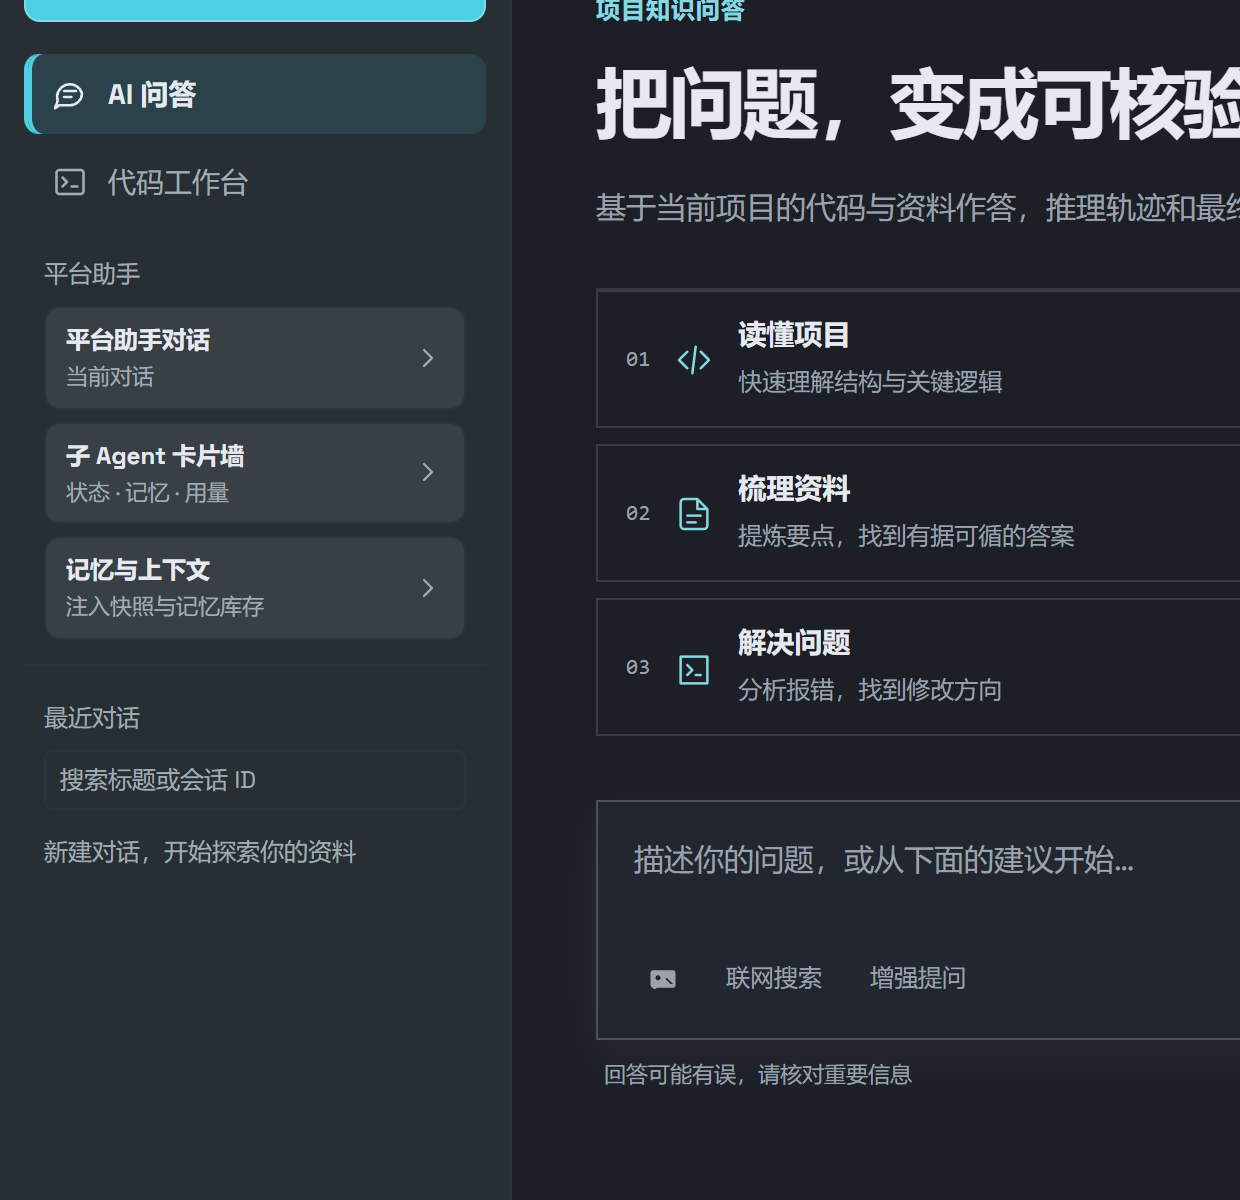 AI 问答
代码工作台
平台助手
平台助手对话
当前对话
子 Agent 卡片墙
状态 · 记忆 · 用量
记忆与上下文
注入快照与记忆库存
最近对话
搜索标题或会话 ID
新建对话，开始探索你的资料
项目知识问答
把问题，变成可核验
基于当前项目的代码与资料作答，推理轨迹和最终
01
读懂项目
快速理解结构与关键逻辑
02
梳理资料
提炼要点，找到有据可循的答案
03
解决问题
分析报错，找到修改方向
描述你的问题，或从下面的建议开始...
联网搜索
增强提问
回答可能有误，请核对重要信息